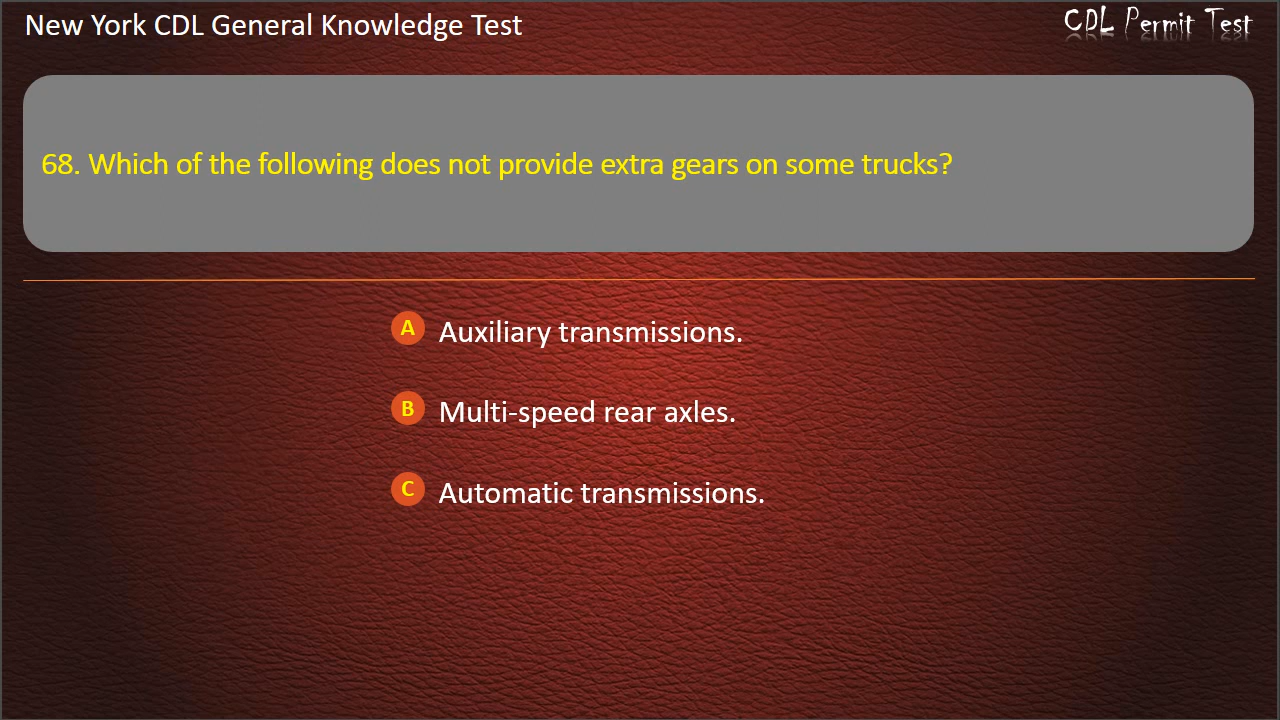 New York CDL General Knowledge Test
CDL Permit Test
68. Which of the following does not provide extra gears on some trucks?
A Auxiliary transmissions.
B Multi-speed rear axles.
C Automatic transmissions.